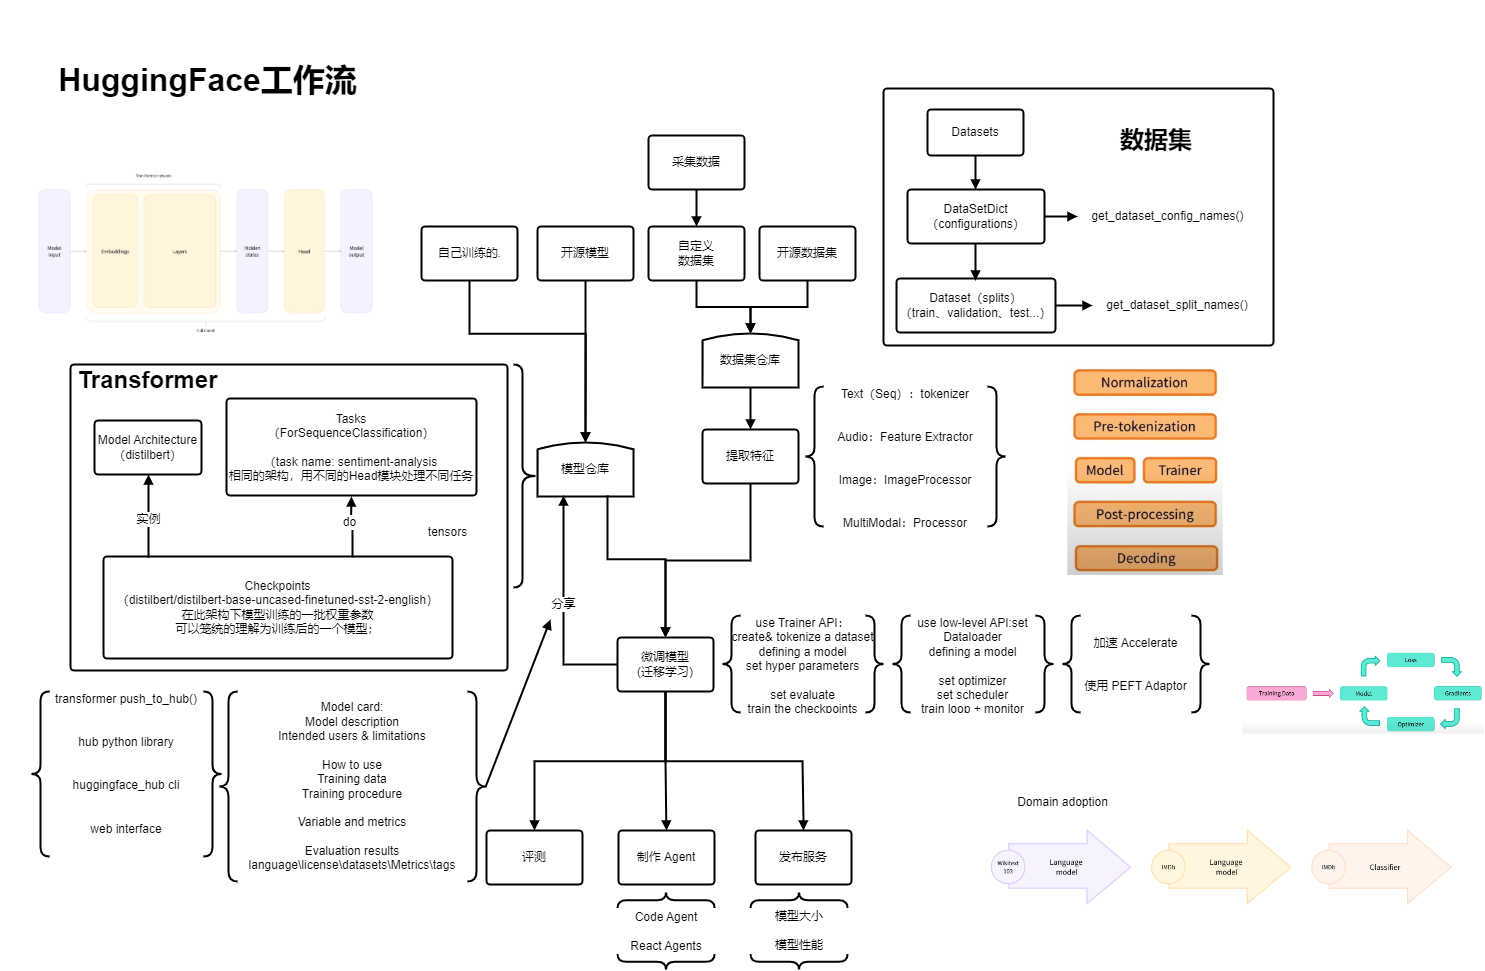 HuggingFace工作流
Transformer network
Model
input
Embeddings
Layers
Hidden
states
Head
Model
output
Full model
采集数据
自己训练的.
开源模型
自定义
数据集
开源数据集
数据集仓库
提取特征
模型仓库
Text（Seq）：tokenizer
Audio：Feature Extractor
Image：ImageProcessor
MultiModal：Processor
数据集
Datasets
DataSetDict
（configurations）
get_dataset_config_names()
Dataset（splits）
（train、validation、test...）
get_dataset_split_names()
Normalization
Pre-tokenization
Model
Trainer
Post-processing
Decoding
Transformer
Model Architecture
（distilbert）
Tasks
（ForSequenceClassification）
（task name: sentiment-analysis
相同的架构，用不同的Head模块处理不同任务
实例
do
tensors
Checkpoints
（distilbert/distilbert-base-uncased-finetuned-sst-2-english）
在此架构下模型训练的一批权重参数
可以笼统的理解为训练后的一个模型；
分享
微调模型
（迁移学习）
use Trainer API：
create& tokenize a dataset
defining a model
set hyper parameters
set evaluate
train the checkpoints
use low-level API:set
Dataloader
defining a model
set optimizer
set scheduler
train loop + monitor
加速 Accelerate
使用 PEFT Adaptor
Training Data
Model
Loss
Gradients
Optimizer
transformer push_to_hub()
hub python library
huggingface_hub cli
web interface
Model card:
Model description
Intended users & limitations
How to use
Training data
Training procedure
Variable and metrics
Evaluation results
language\license\datasets\Metrics\tags
评测
制作 Agent
发布服务
Code Agent
React Agents
模型大小
模型性能
Domain adoption
Wikitext
103
Language
model
IMDb
Language
model
IMDb
Classifier